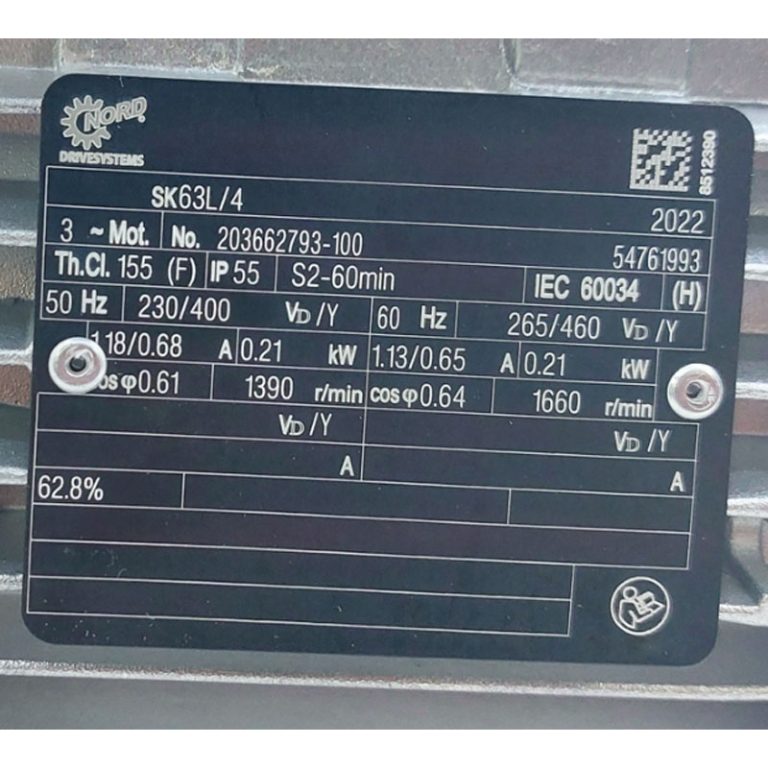 NORD
DRIVESYSTEMS
8512390
SK63L/4
2022
3 ~ Mot. No. 203662793-100 54761993
Th.Cl. 155 (F) IP 55 S2-60min IEC 60034 (H)
50 Hz 230/400 VD/Y 60 Hz 265/460 VD/Y
1.18/0.68 A 0.21 kW 1.13/0.65 A 0.21 kW
cosφ 0.61 1390 r/min cosφ 0.64 1660 r/min
VD/Y VD/Y
A A
62.8%